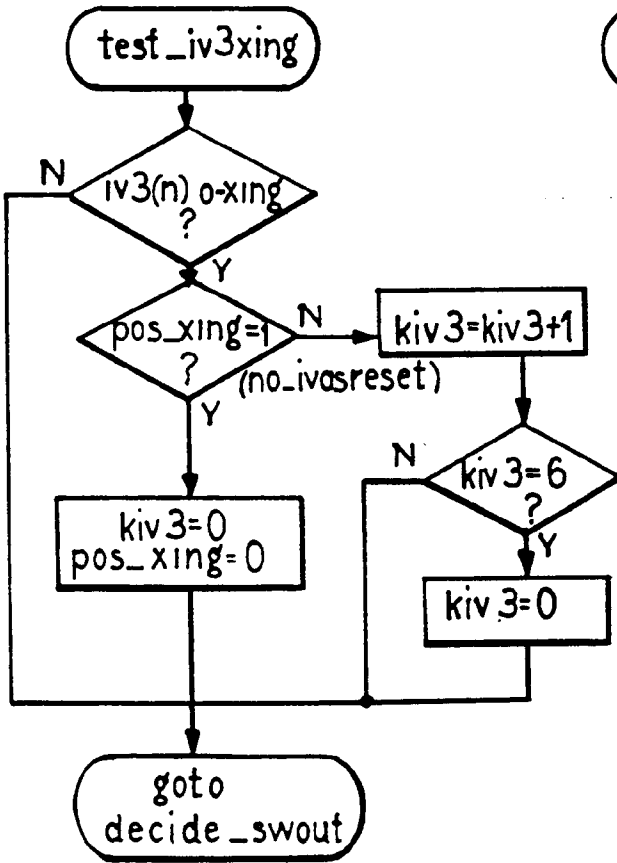 test_iv3xing
N
iv3(n) o-xing
?
Y
pos_xing=1
?
N
(no_ivasreset)
Y
kiv3=kiv3+1
kiv3=0
pos_xing=0
N
kiv3=6
?
Y
kiv3=0
goto
decide_swout